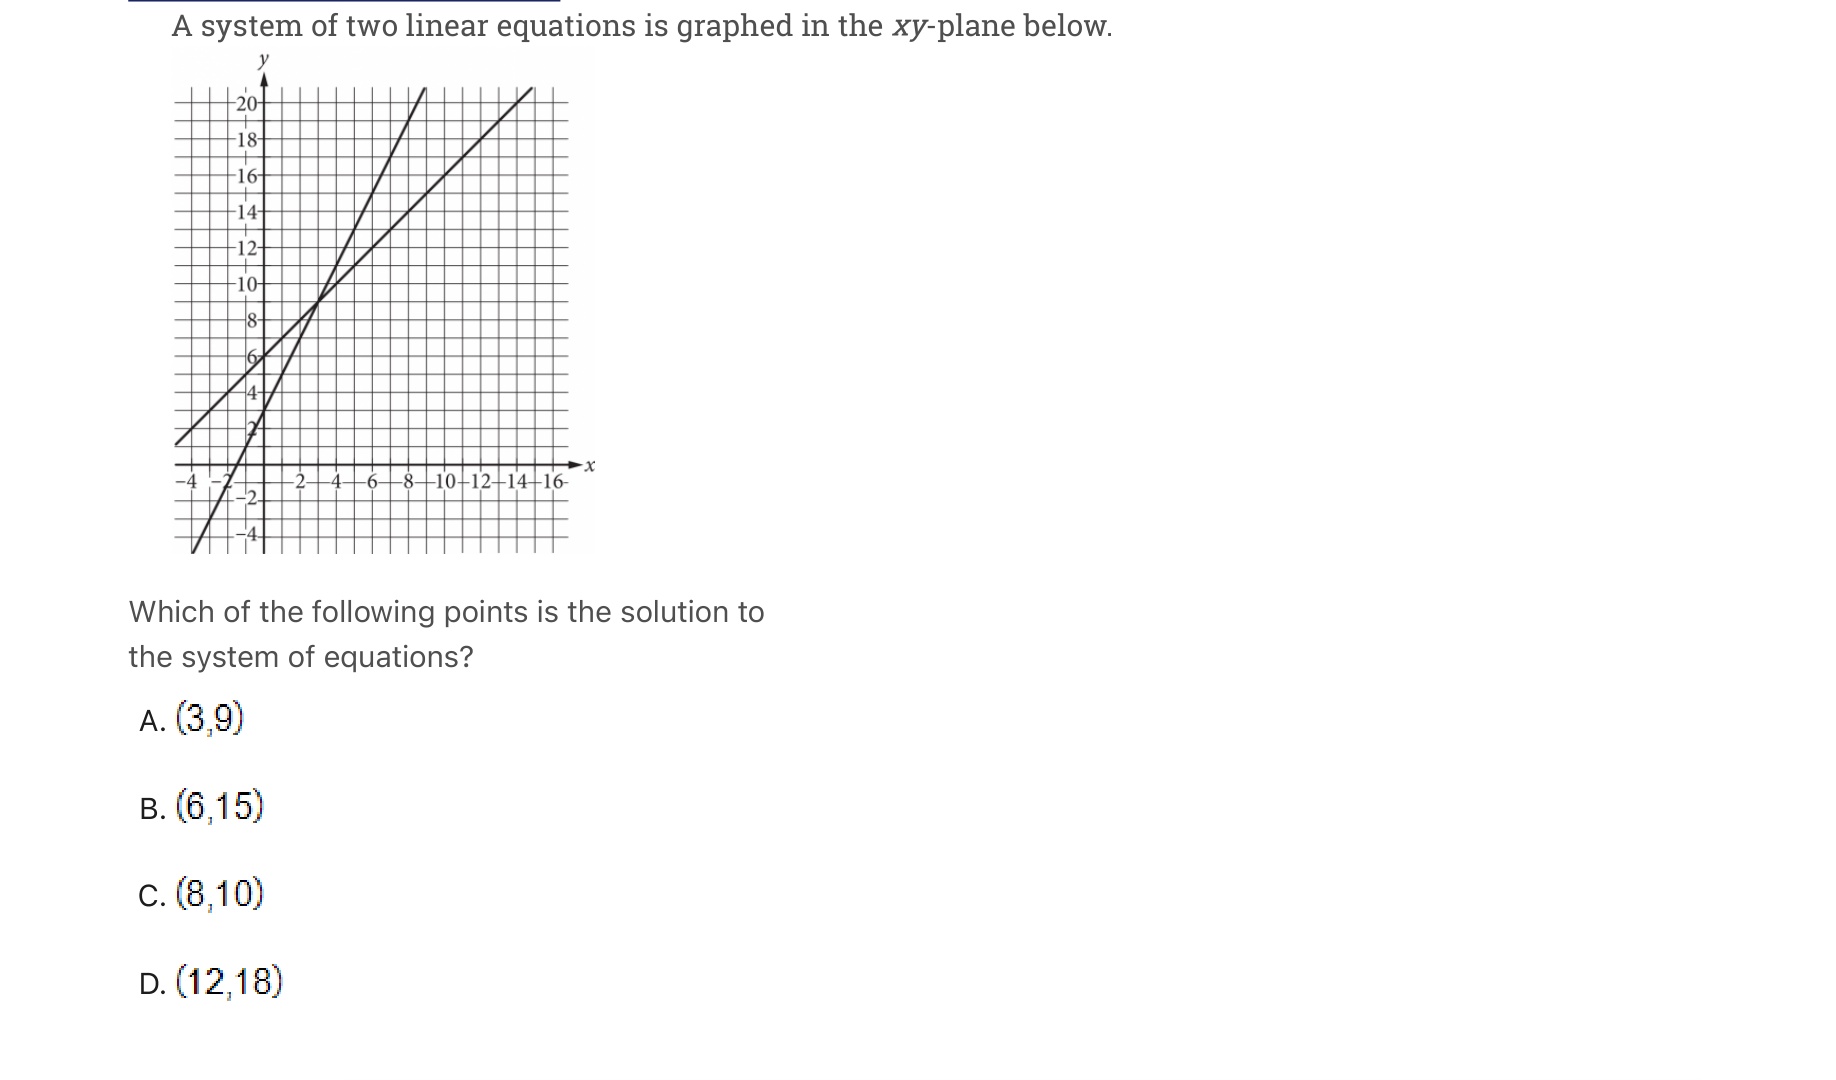 A system of two linear equations is graphed in the xy-plane below.
y
20
18
16
14
12
10
8
6
4
2
x
-4 -2 2 4 6 8 10 12 14 16
-2
-4
Which of the following points is the solution to
the system of equations?
A. (3,9)
B. (6,15)
C. (8,10)
D. (12,18)